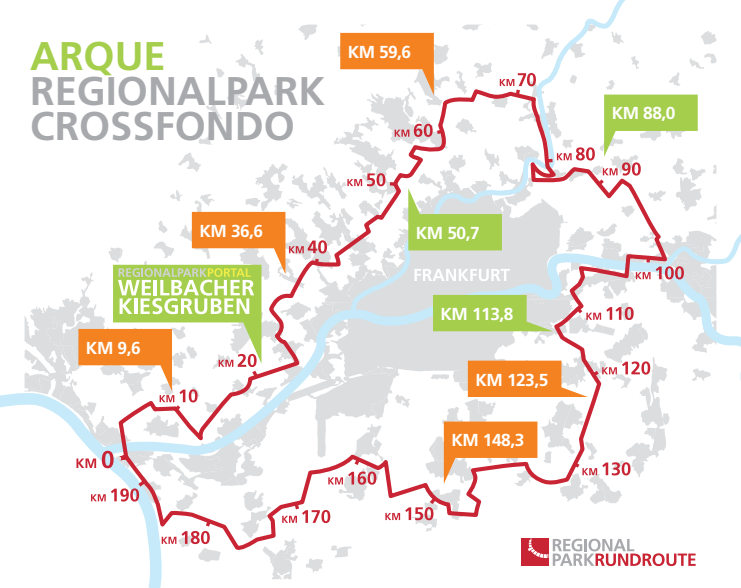 ARQUE
REGIONALPARK
CROSSFONDO
KM 59,6
KM 70
KM 88,0
KM 60
KM 80
KM 90
KM 50
KM 36,6
KM 50,7
KM 40
REGIONALPARKPORTAL
WEILBACHER
KIESGRUBEN
FRANKFURT
KM 100
KM 113,8
KM 110
KM 9,6
KM 20
KM 120
KM 123,5
KM 10
KM 148,3
KM 0
KM 130
KM 160
KM 190
KM 150
KM 170
KM 180
REGIONAL
PARKRUNDROUTE